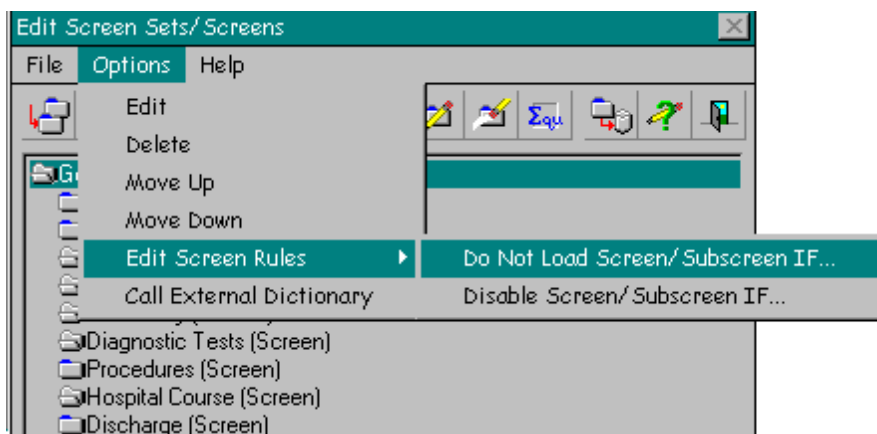 Edit Screen Sets/Screens
File Options Help
Edit
Delete
Move Up
Move Down
Edit Screen Rules
Do Not Load Screen/Subscreen IF...
Call External Dictionary
Disable Screen/Subscreen IF...
Σqµ
Diagnostic Tests (Screen)
Procedures (Screen)
Hospital Course (Screen)
Discharge (Screen)